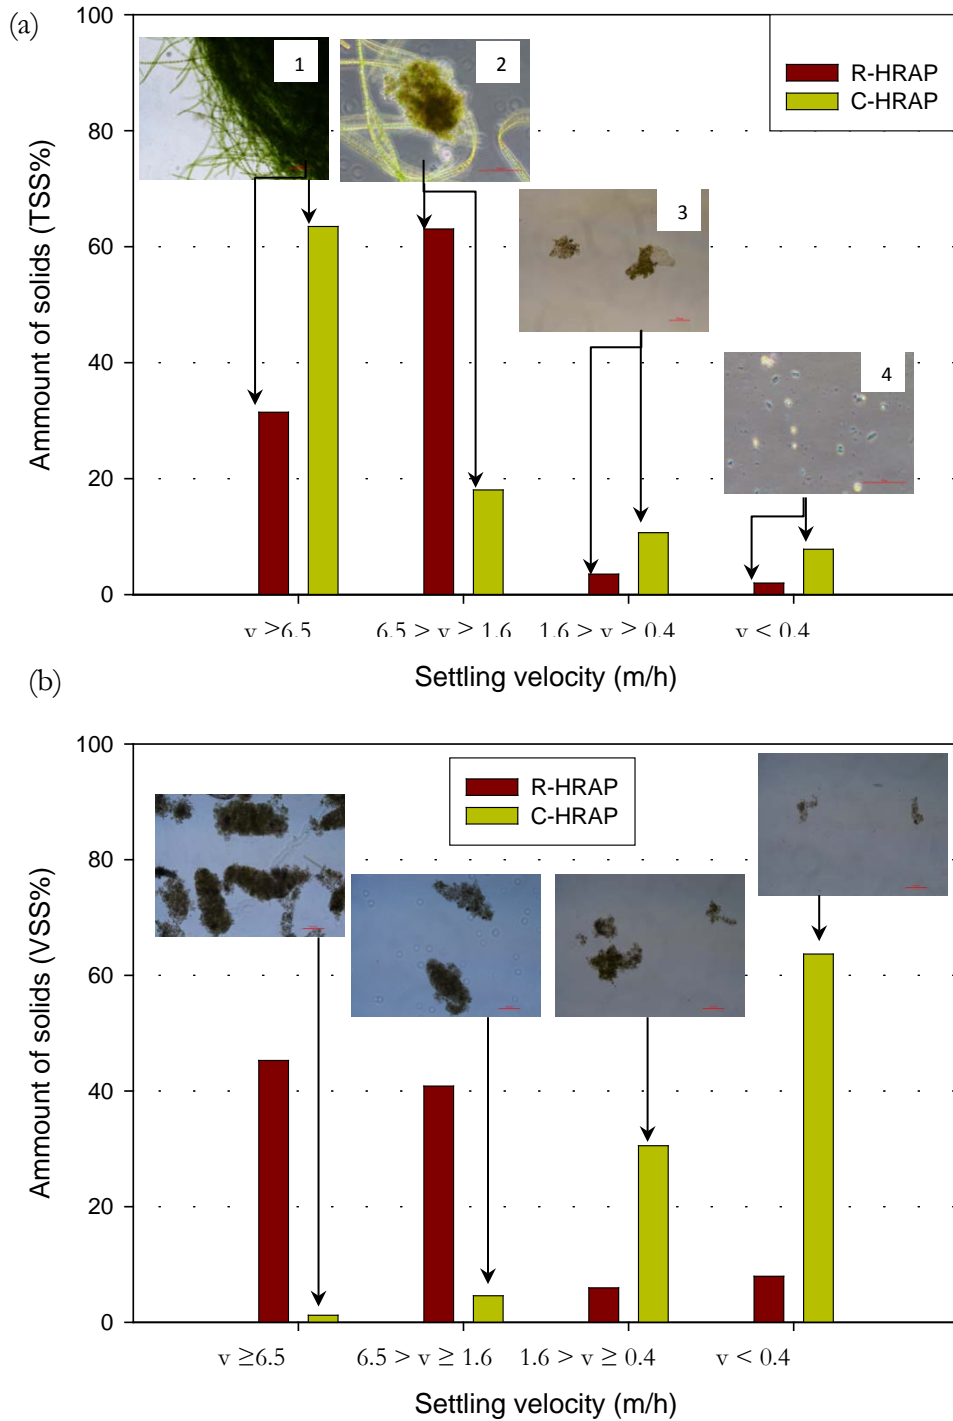 (a)
100
80
60
40
20
0
Ammount of solids (TSS%)
1
2
3
4
R-HRAP
C-HRAP
v ≥6.5
6.5 > v ≥ 1.6
1.6 > v ≥ 0.4
v < 0.4
Settling velocity (m/h)
(b)
100
80
60
40
20
0
Ammount of solids (VSS%)
R-HRAP
C-HRAP
v ≥6.5
6.5 > v ≥ 1.6
1.6 > v ≥ 0.4
v < 0.4
Settling velocity (m/h)